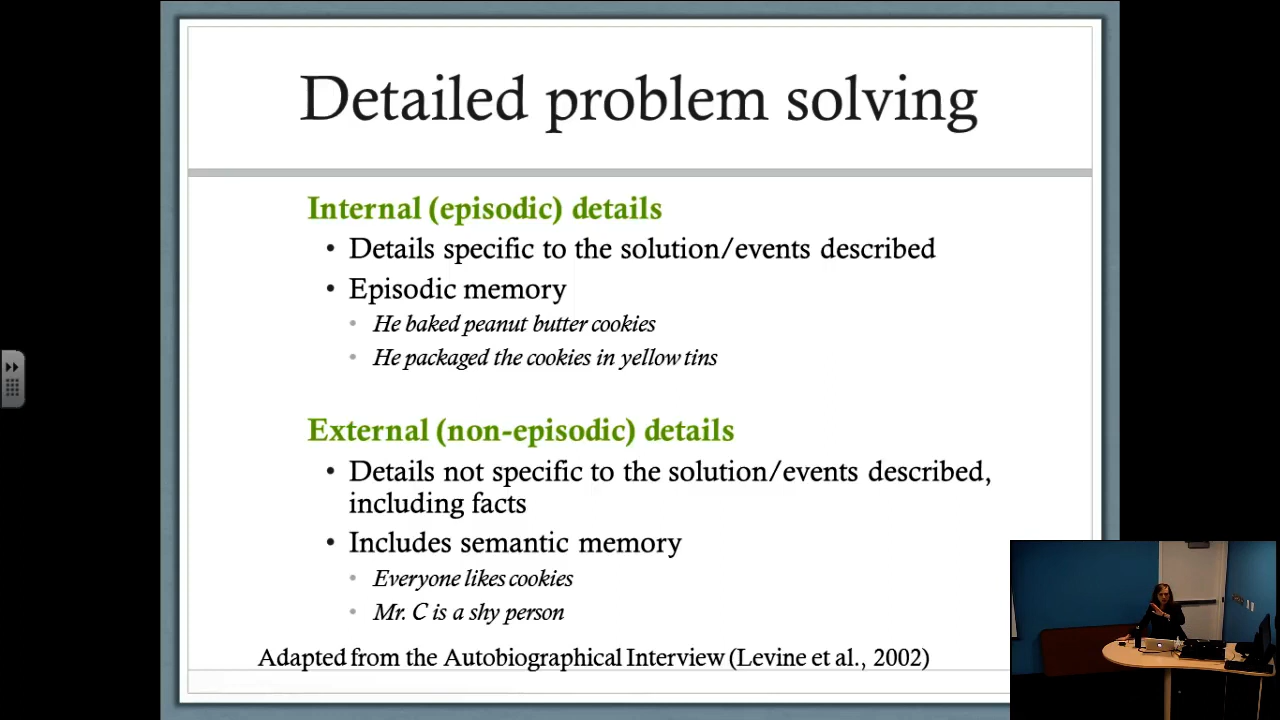 Detailed problem solving
Internal (episodic) details
• Details specific to the solution/events described
• Episodic memory
• He baked peanut butter cookies
• He packaged the cookies in yellow tins
External (non-episodic) details
• Details not specific to the solution/events described,
including facts
• Includes semantic memory
• Everyone likes cookies
• Mr. C is a shy person
Adapted from the Autobiographical Interview (Levine et al., 2002)